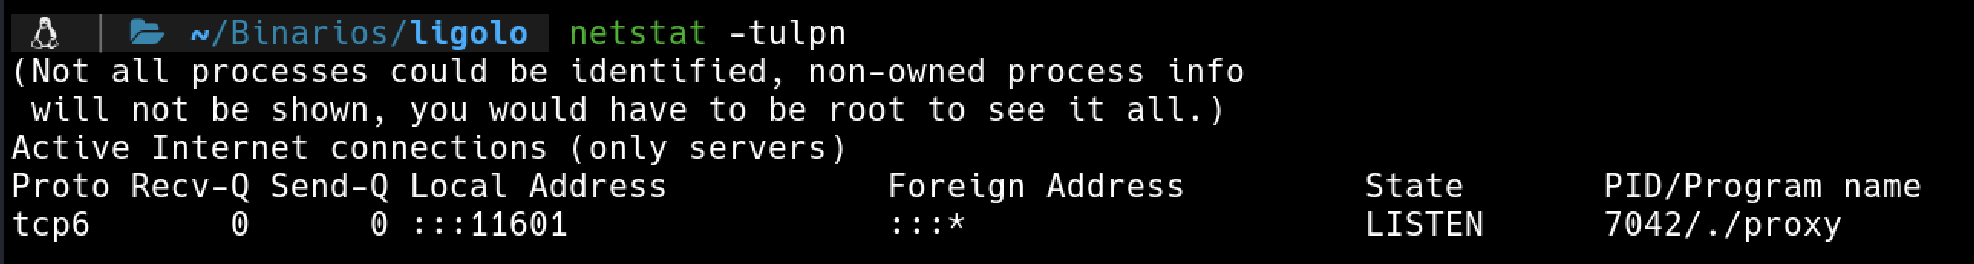 ~/Binarios/ligolo netstat -tulpn
(Not all processes could be identified, non-owned process info
 will not be shown, you would have to be root to see it all.)
Active Internet connections (only servers)
Proto Recv-Q Send-Q Local Address           Foreign Address         State       PID/Program name
tcp6       0      0 :::11601                :::*                    LISTEN      7042/./proxy